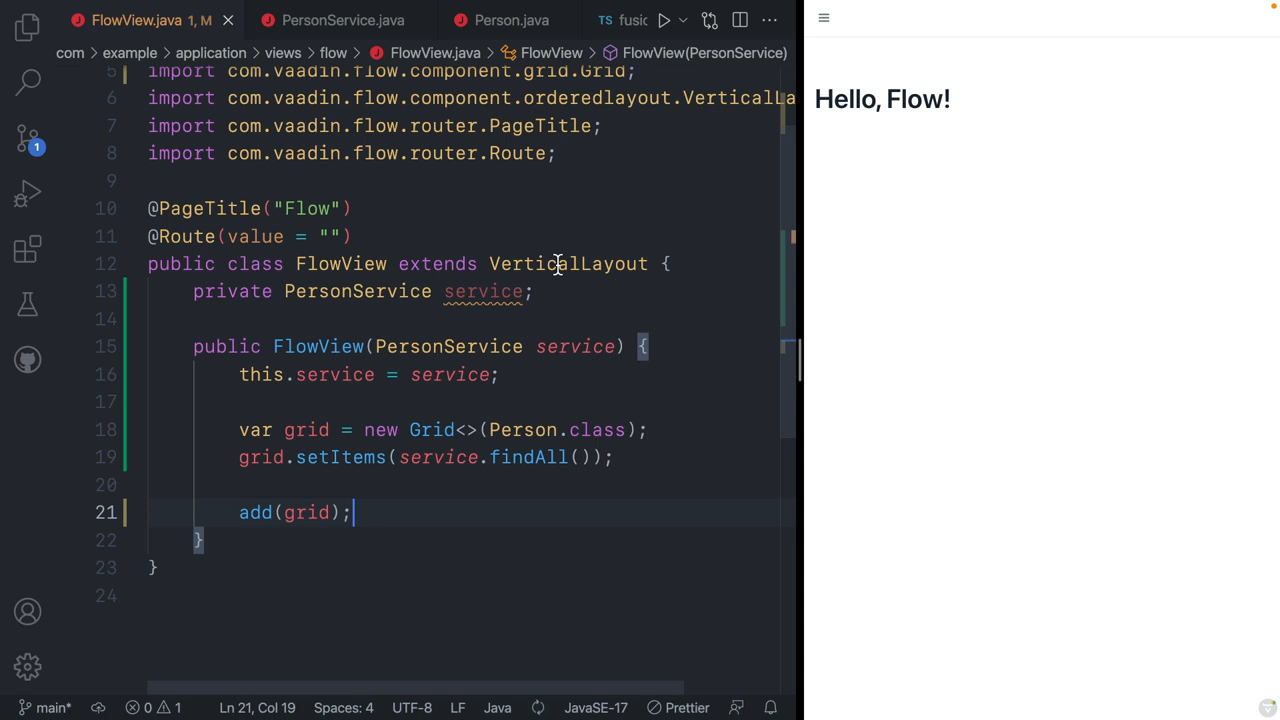 FlowView.java 1, M
PersonService.java
Person.java
TS fusic
com > example > application > views > flow > FlowView.java > FlowView > FlowView(PersonService)
5 import com.vaadin.flow.component.grid.Grid;
6 import com.vaadin.flow.component.orderedlayout.VerticalLa
7 import com.vaadin.flow.router.PageTitle;
8 import com.vaadin.flow.router.Route;
9
10 @PageTitle("Flow")
11 @Route(value = "")
12 public class FlowView extends VerticalLayout {
13 private PersonService service;
14
15 public FlowView(PersonService service) {
16 this.service = service;
17
18 var grid = new Grid<>(Person.class);
19 grid.setItems(service.findAll());
20
21 add(grid);
22 }
23 }
24
1
main* 0 1 Ln 21, Col 19 Spaces: 4 UTF-8 LF Java JavaSE-17 Prettier
Hello, Flow!